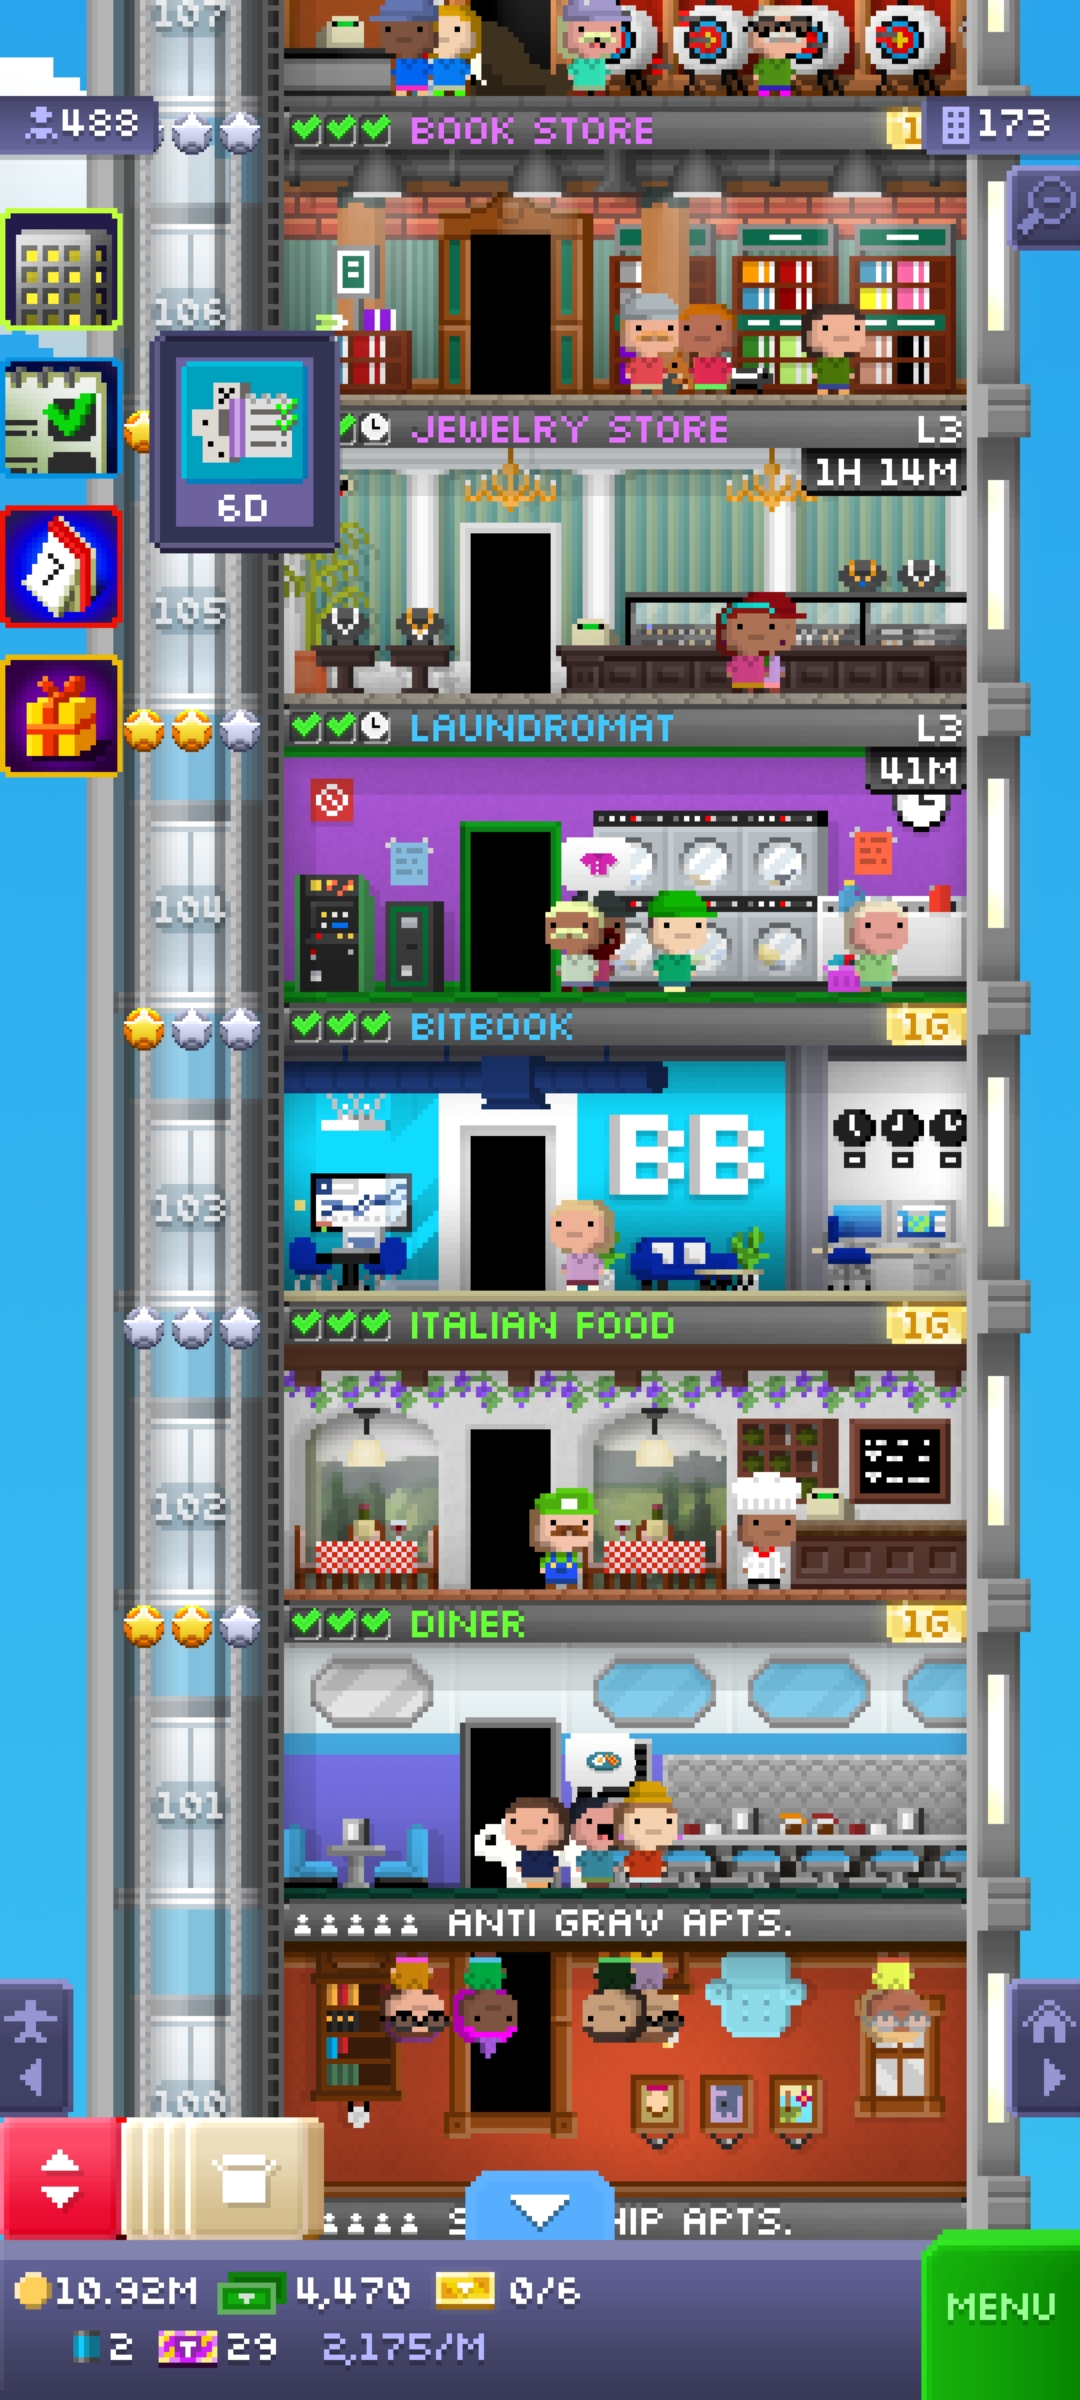 107
488
BOOK STORE
1
173
106
6D
JEWELRY STORE
L3
1H 14M
105
LAUNDROMAT
L3
41M
104
BITBOOK
1G
BB
103
ITALIAN FOOD
1G
102
DINER
1G
101
ANTI GRAV APTS.
100
HIP APTS.
10.92M
4,470
0/6
2
29
2,175/M
MENU